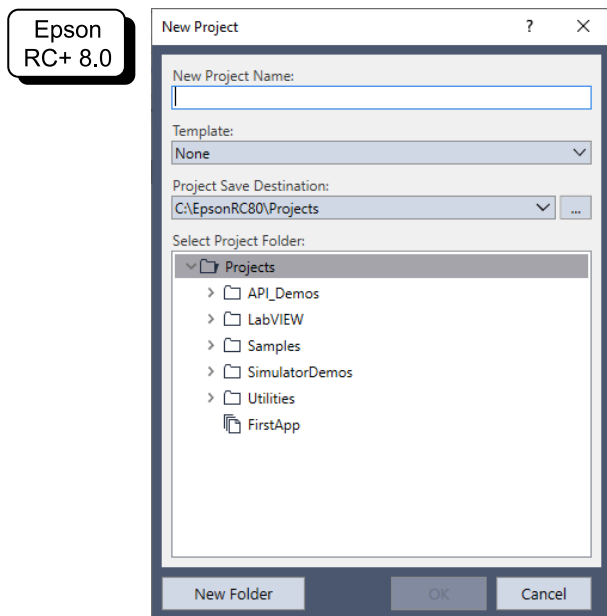 Epson
RC+ 8.0
New Project
?
New Project Name:
Template:
None
Project Save Destination:
C:\EpsonRC80\Projects
...
Select Project Folder:
Projects
API_Demos
LabVIEW
Samples
SimulatorDemos
Utilities
FirstApp
New Folder
OK
Cancel